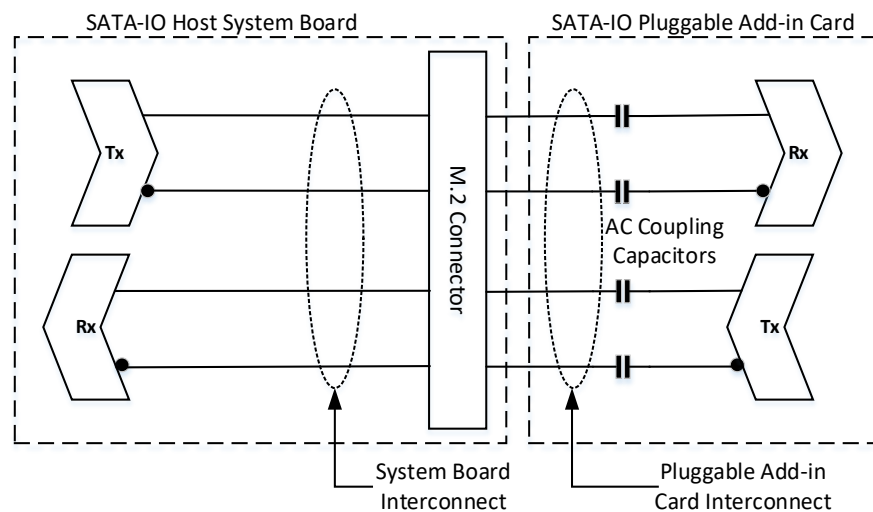 SATA-IO Host System Board
SATA-IO Pluggable Add-in Card
Tx
Rx
M.2 Connector
AC Coupling
Capacitors
Rx
Tx
System Board
Interconnect
Pluggable Add-in
Card Interconnect